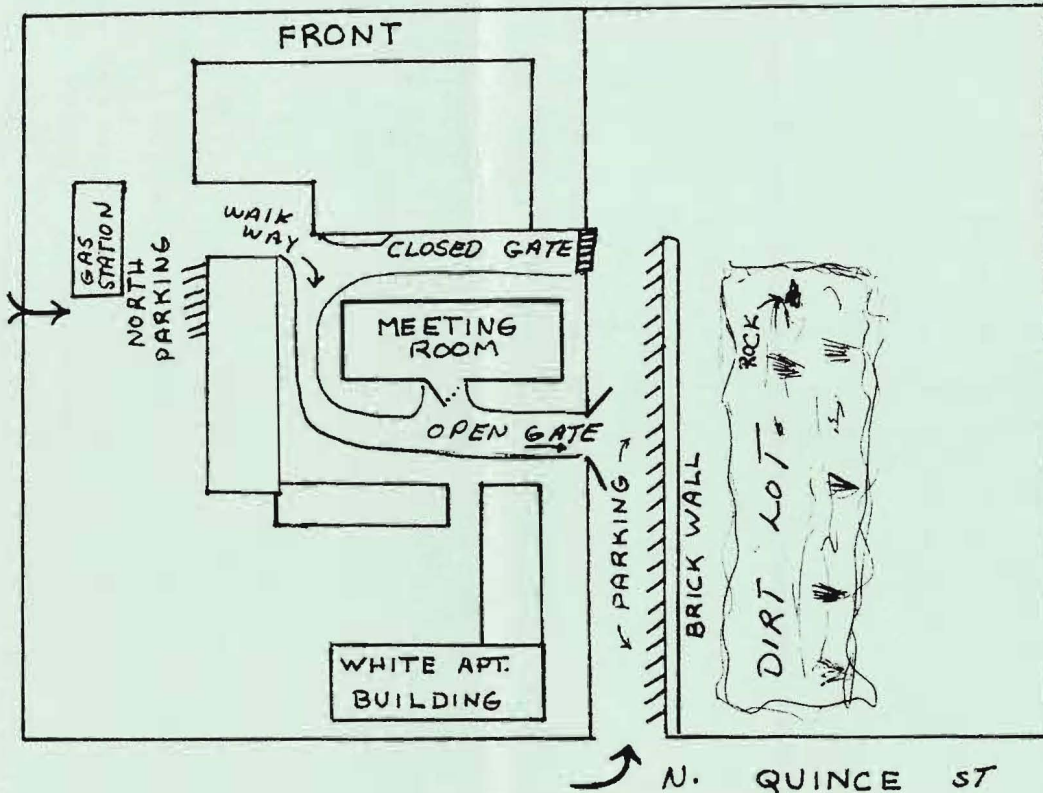 FRONT
GAS
STATION
NORTH
PARKING
WALK
WAY
CLOSED GATE
MEETING
ROOM
OPEN GATE
PARKING
BRICK WALL
ROCK
DIRT LOT
WHITE APT.
BUILDING
N. QUINCE ST